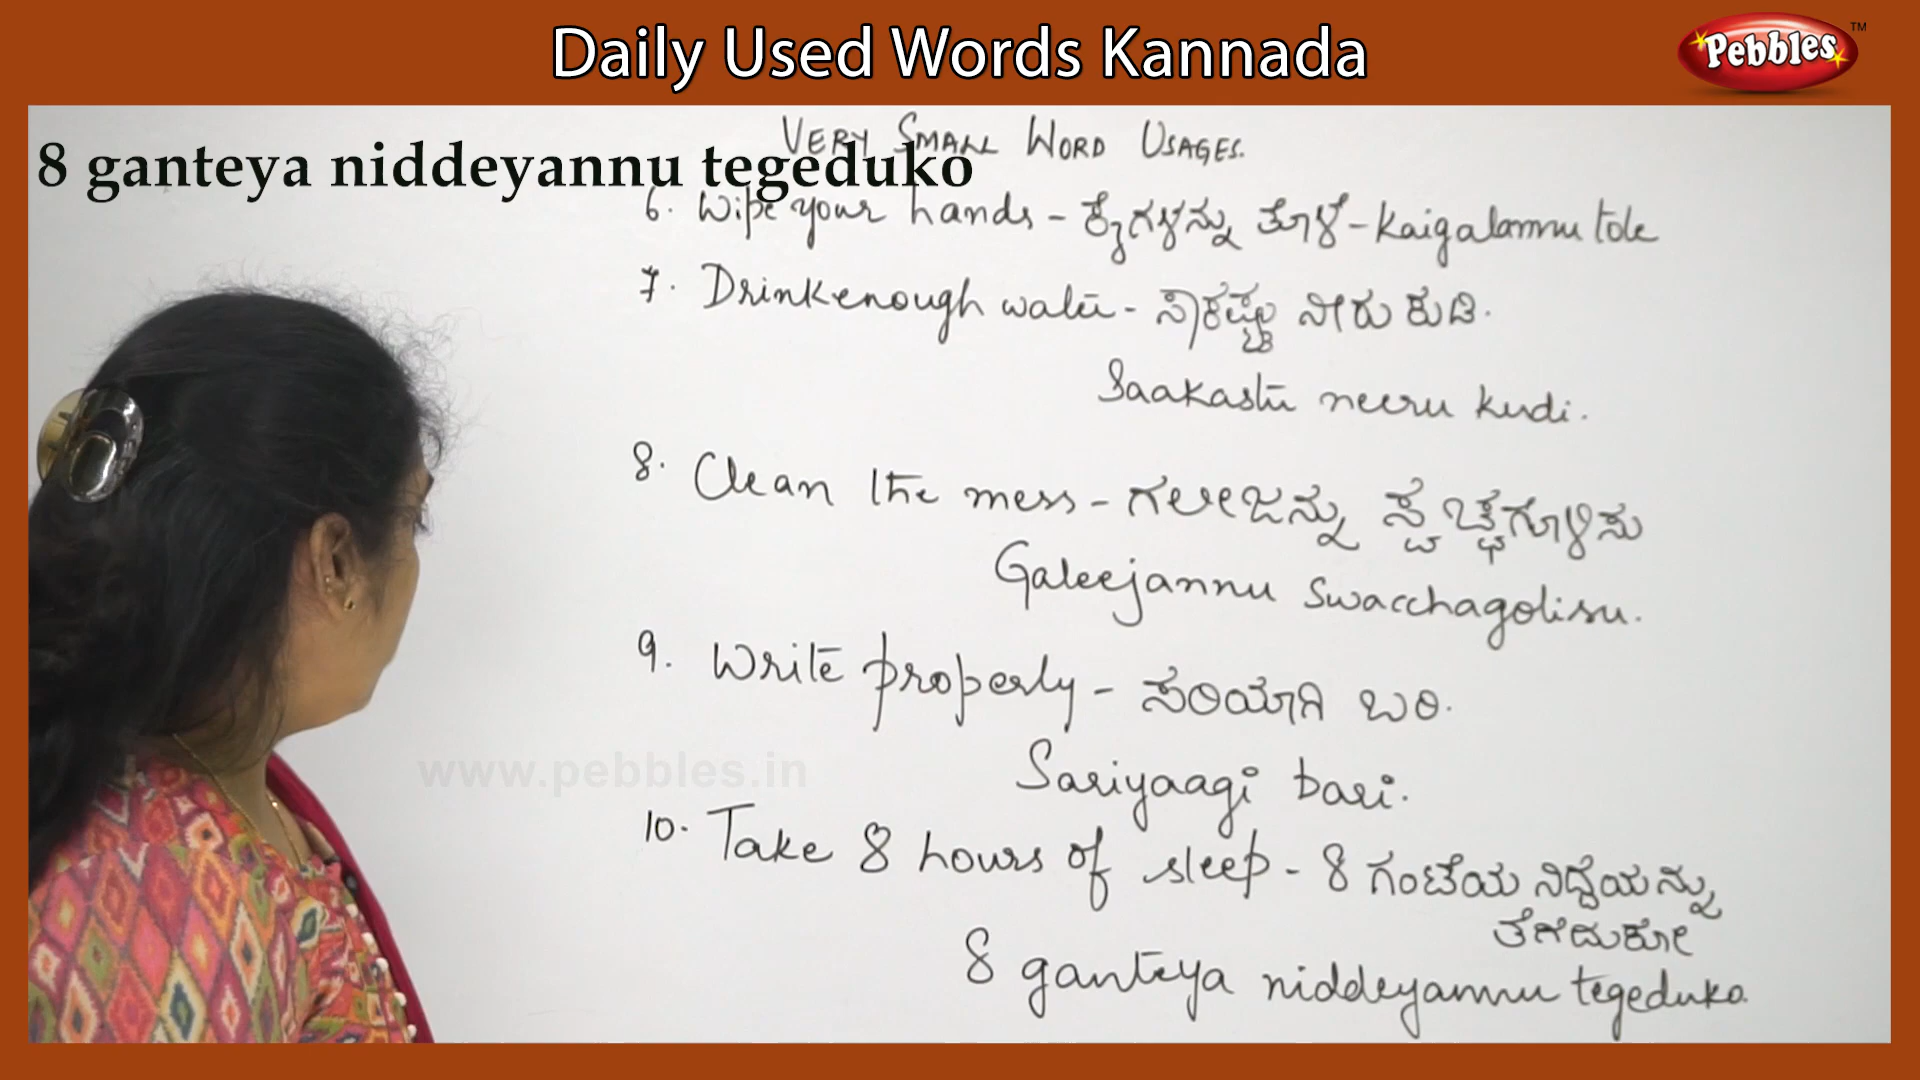 Daily Used Words Kannada
Pebbles™
VERY SMALL WORD USAGES.
8 ganteya niddeyannu tegeduko
6. Wipe your hands - ಕೈಗಳನ್ನು ತೊಳೆ - Kaigalannu tole
7. Drink enough water - ಸಾಕಷ್ಟು ನೀರು ಕುಡಿ.
Saakastu neeru kudi.
8. Clean the mess - ಗಲೀಜನ್ನು ಸ್ವಚ್ಛಗೊಳಿಸು
Galeejannu swacchagolisu.
9. Write properly - ಸರಿಯಾಗಿ ಬರಿ.
www.pebbles.in
Sariyaagi bari.
10. Take 8 hours of sleep - 8 ಗಂಟೆಯ ನಿದ್ದೆಯನ್ನು
ತೆಗೆದುಕೋ
8 ganteya niddeyannu tegeduko.